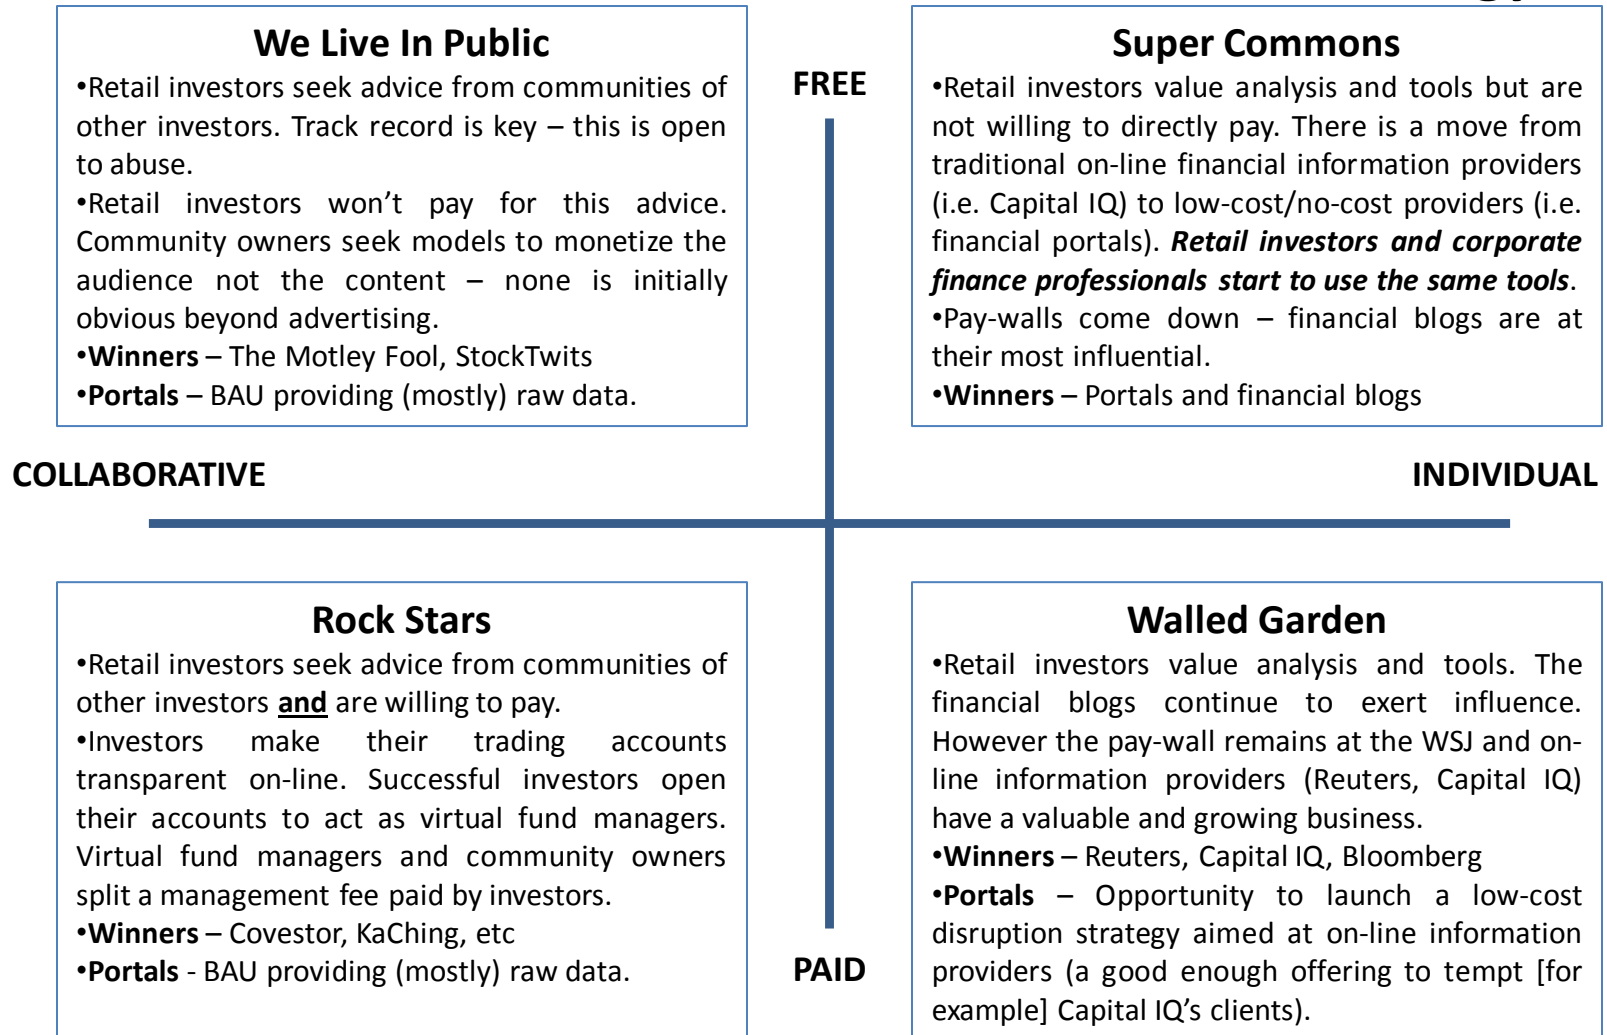 We Live In Public
•Retail investors seek advice from communities of
other investors. Track record is key – this is open
to abuse.
•Retail investors won’t pay for this advice.
Community owners seek models to monetize the
audience not the content – none is initially
obvious beyond advertising.
•Winners – The Motley Fool, StockTwits
•Portals – BAU providing (mostly) raw data.
FREE
Super Commons
•Retail investors value analysis and tools but are
not willing to directly pay. There is a move from
traditional on-line financial information providers
(i.e. Capital IQ) to low-cost/no-cost providers (i.e.
financial portals). Retail investors and corporate
finance professionals start to use the same tools.
•Pay-walls come down – financial blogs are at
their most influential.
•Winners – Portals and financial blogs
COLLABORATIVE
INDIVIDUAL
Rock Stars
•Retail investors seek advice from communities of
other investors and are willing to pay.
•Investors make their trading accounts
transparent on-line. Successful investors open
their accounts to act as virtual fund managers.
Virtual fund managers and community owners
split a management fee paid by investors.
•Winners – Covestor, KaChing, etc
•Portals - BAU providing (mostly) raw data.
PAID
Walled Garden
•Retail investors value analysis and tools. The
financial blogs continue to exert influence.
However the pay-wall remains at the WSJ and on-
line information providers (Reuters, Capital IQ)
have a valuable and growing business.
•Winners – Reuters, Capital IQ, Bloomberg
•Portals – Opportunity to launch a low-cost
disruption strategy aimed at on-line information
providers (a good enough offering to tempt [for
example] Capital IQ’s clients).